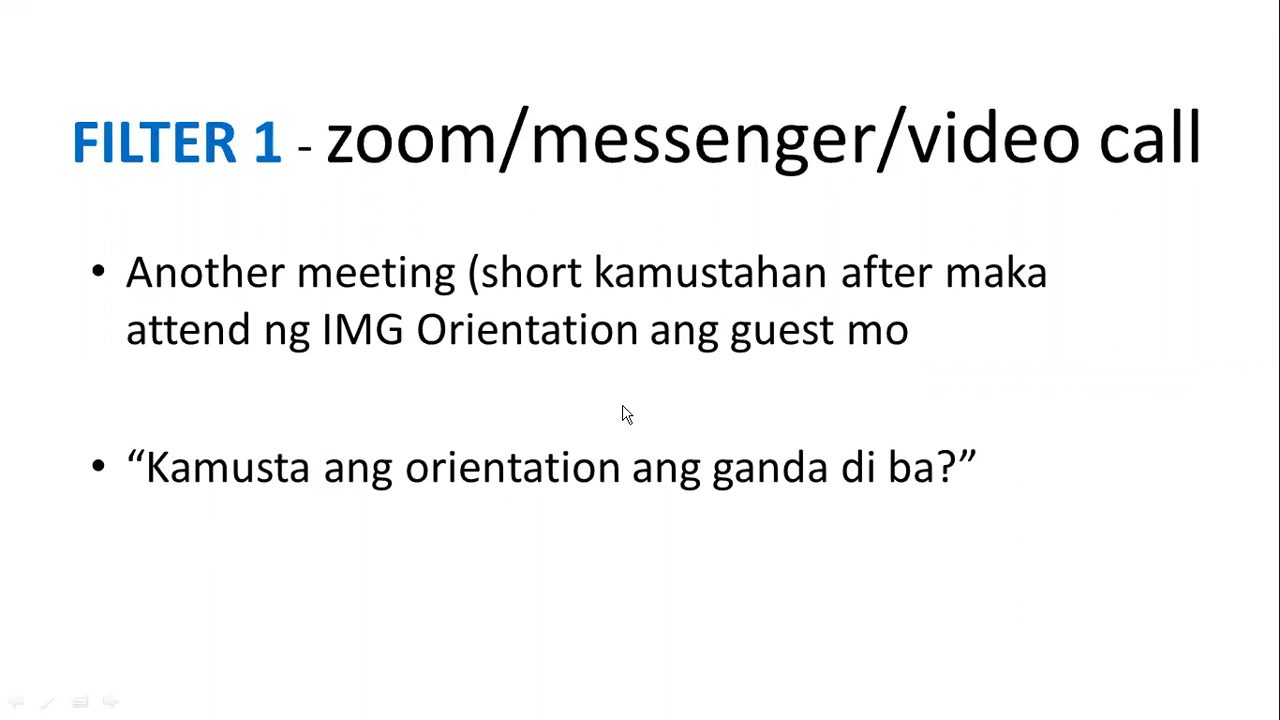 FILTER 1 - zoom/messenger/video call
• Another meeting (short kamustahan after maka
attend ng IMG Orientation ang guest mo
• “Kamusta ang orientation ang ganda di ba?”